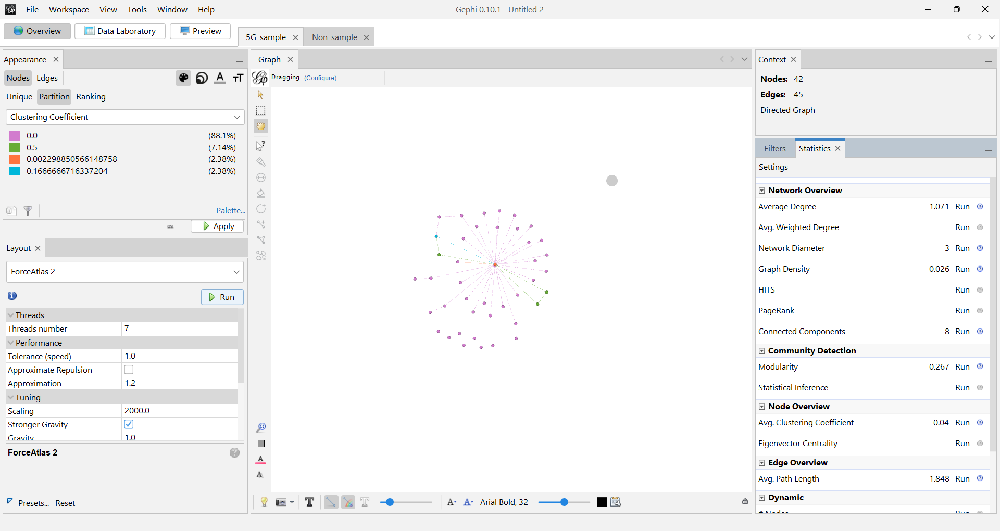 File Workspace View Tools Window Help
Gephi 0.10.1 - Untitled 2
Overview Data Laboratory Preview
5G_sample Non_sample
Appearance
Nodes Edges
Unique Partition Ranking
Clustering Coefficient
0.0 (88.1%)
0.5 (7.14%)
0.002298850566148758 (2.38%)
0.1666666716337204 (2.38%)
Palette...
Apply
Layout
ForceAtlas 2
Run
Threads
Threads number 7
Performance
Tolerance (speed) 1.0
Approximate Repulsion
Approximation 1.2
Tuning
Scaling 2000.0
Stronger Gravity
Gravity 1.0
ForceAtlas 2
Presets... Reset
Graph
Dragging (Configure)
Arial Bold, 32
Context
Nodes: 42
Edges: 45
Directed Graph
Filters Statistics
Settings
Network Overview
Average Degree 1.071 Run
Avg. Weighted Degree Run
Network Diameter 3 Run
Graph Density 0.026 Run
HITS Run
PageRank Run
Connected Components 8 Run
Community Detection
Modularity 0.267 Run
Statistical Inference Run
Node Overview
Avg. Clustering Coefficient 0.04 Run
Eigenvector Centrality Run
Edge Overview
Avg. Path Length 1.848 Run
Dynamic
# Nodes Run